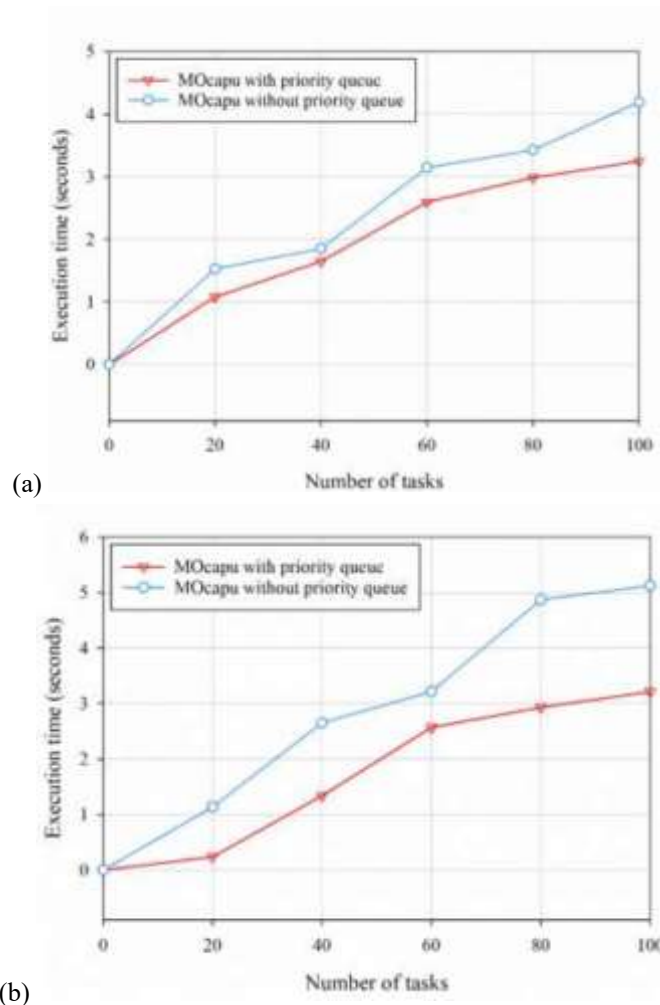 5
MOcapu with priority queue
MOcapu without priority queue
4
3
2
1
0
Execution time (seconds)
0 20 40 60 80 100
Number of tasks
(a)
6
MOcapu with priority queue
MOcapu without priority queue
5
4
3
2
1
0
Execution time (seconds)
0 20 40 60 80 100
Number of tasks
(b)